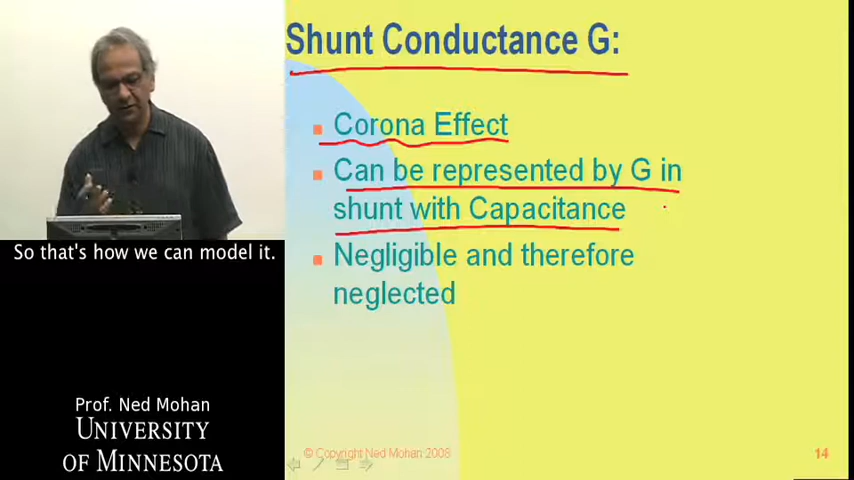 Shunt Conductance G:
Corona Effect
Can be represented by G in
shunt with Capacitance
Negligible and therefore
neglected
So that's how we can model it.
Prof. Ned Mohan
UNIVERSITY
OF MINNESOTA
© Copyright Ned Mohan 2008
14